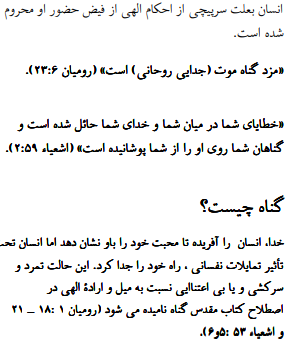 انسان بعلت سرپیچی از احکام الهی از فیض حضور او محروم
شده است.
«مزد گناه موت (جدایی روحانی) است» (رومیان ۲۳:۶).
«خطایای شما در میان شما و خدای شما حائل شده است و
گناهان شما روی او را از شما پوشانیده است» (اشعیاء ۲:۵۹).
گناه چیست؟
خدا، انسان را آفریده تا محبت خود را باو نشان دهد اما انسان تحت
تأثیر تمایلات نفسانی ، راه خود را جدا کرد. این حالت تمرد و
سرکشی و یا بی اعتنایی نسبت به میل و ارادهٔ الهی در
اصطلاح کتاب مقدس گناه نامیده می شود (رومیان ۱ :۱۸ ــ ۲۱
و اشعیاء ۵۳ :۵و۶).